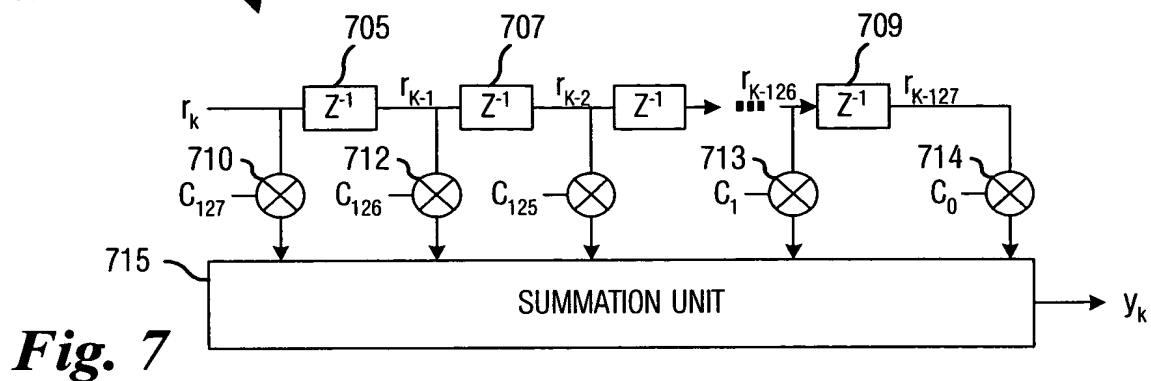 705 707 709
r_k Z⁻¹ r_K-1 Z⁻¹ r_K-2 Z⁻¹ r_K-126 Z⁻¹ r_K-127
710 712 713 714
C_127 C_126 C_125 C_1 C_0
715
SUMMATION UNIT
y_k
Fig. 7